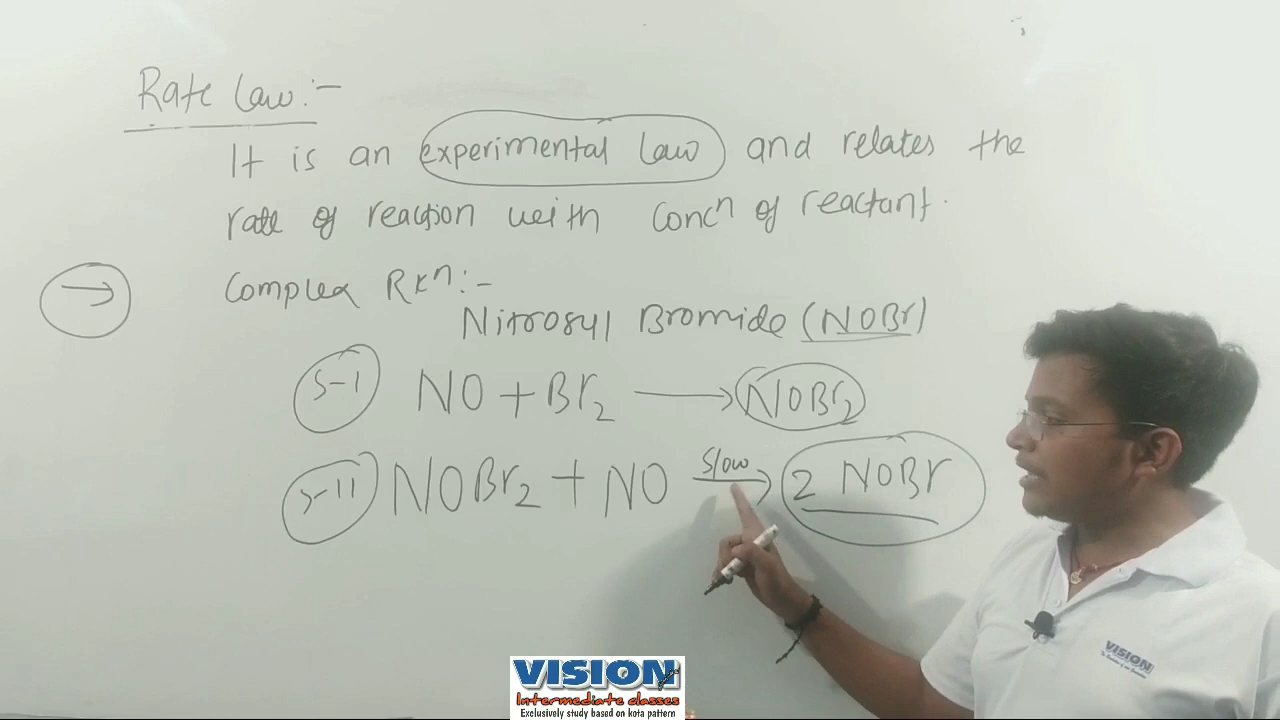 Rate Law :-
It is an experimental Law and relates the
rate of reaction with concⁿ of reactant.
→ Complex Rxⁿ:-
Nitrosyl Bromide (NOBr)
S-I NO + Br₂ → NOBr₂
S-II NOBr₂ + NO slow → 2 NOBr
VISION
VISION
Intermediate classes
Exclusively study based on kota pattern